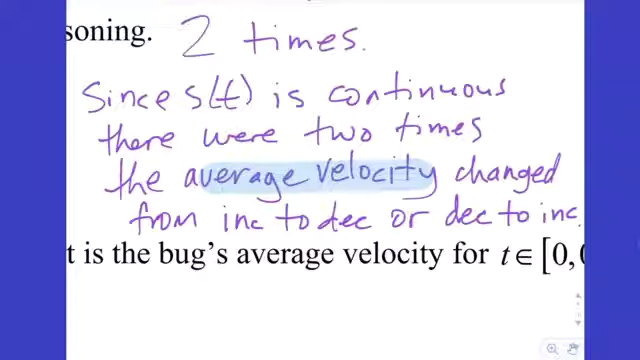 soning. 2 times.
Since s(t) is continuous
there were two times
the average velocity changed
from inc to dec or dec to inc.
t is the bug's average velocity for t∈[0,